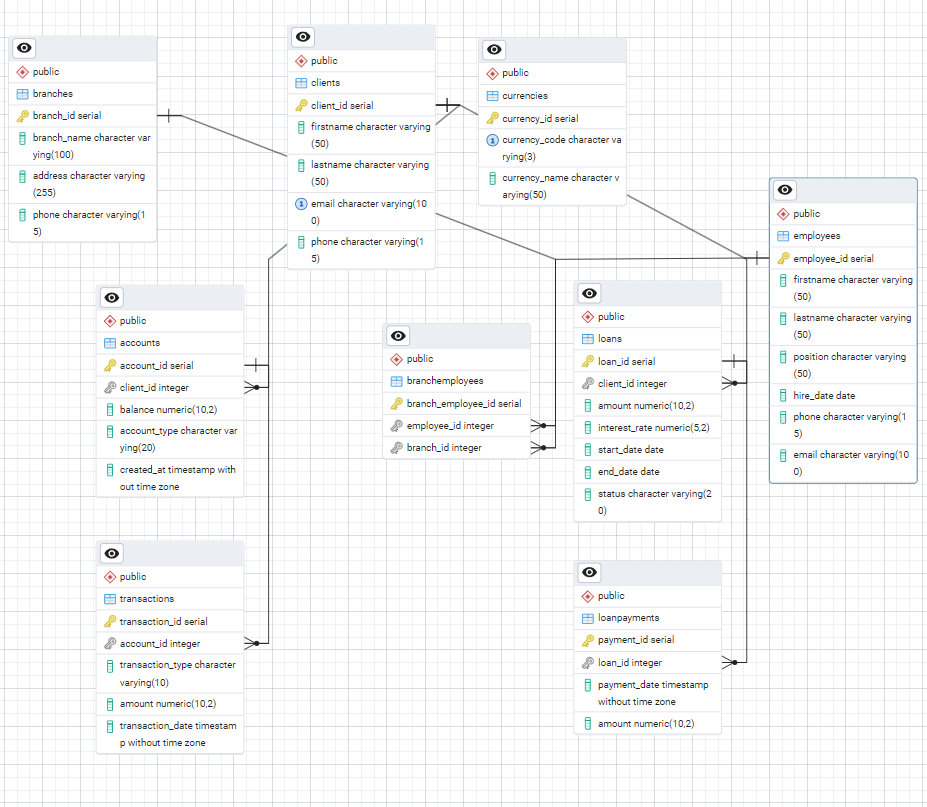 public
branches
branch_id serial
branch_name character var
ying(100)
address character varying
(255)
phone character varying(1
5)
public
clients
client_id serial
firstname character varying
(50)
lastname character varying
(50)
1
email character varying(10
0)
phone character varying(1
5)
public
currencies
currency_id serial
1
currency_code character va
rying(3)
currency_name character v
arying(50)
public
employees
employee_id serial
firstname character varying
(50)
lastname character varying
(50)
position character varying
(50)
hire_date date
phone character varying(1
5)
email character varying(10
0)
public
accounts
account_id serial
client_id integer
balance numeric(10,2)
account_type character var
ying(20)
created_at timestamp with
out time zone
public
branchemployees
branch_employee_id serial
employee_id integer
branch_id integer
public
loans
loan_id serial
client_id integer
amount numeric(10,2)
interest_rate numeric(5,2)
start_date date
end_date date
status character varying(2
0)
public
transactions
transaction_id serial
account_id integer
transaction_type character
varying(10)
amount numeric(10,2)
transaction_date timestam
p without time zone
public
loanpayments
payment_id serial
loan_id integer
payment_date timestamp
without time zone
amount numeric(10,2)